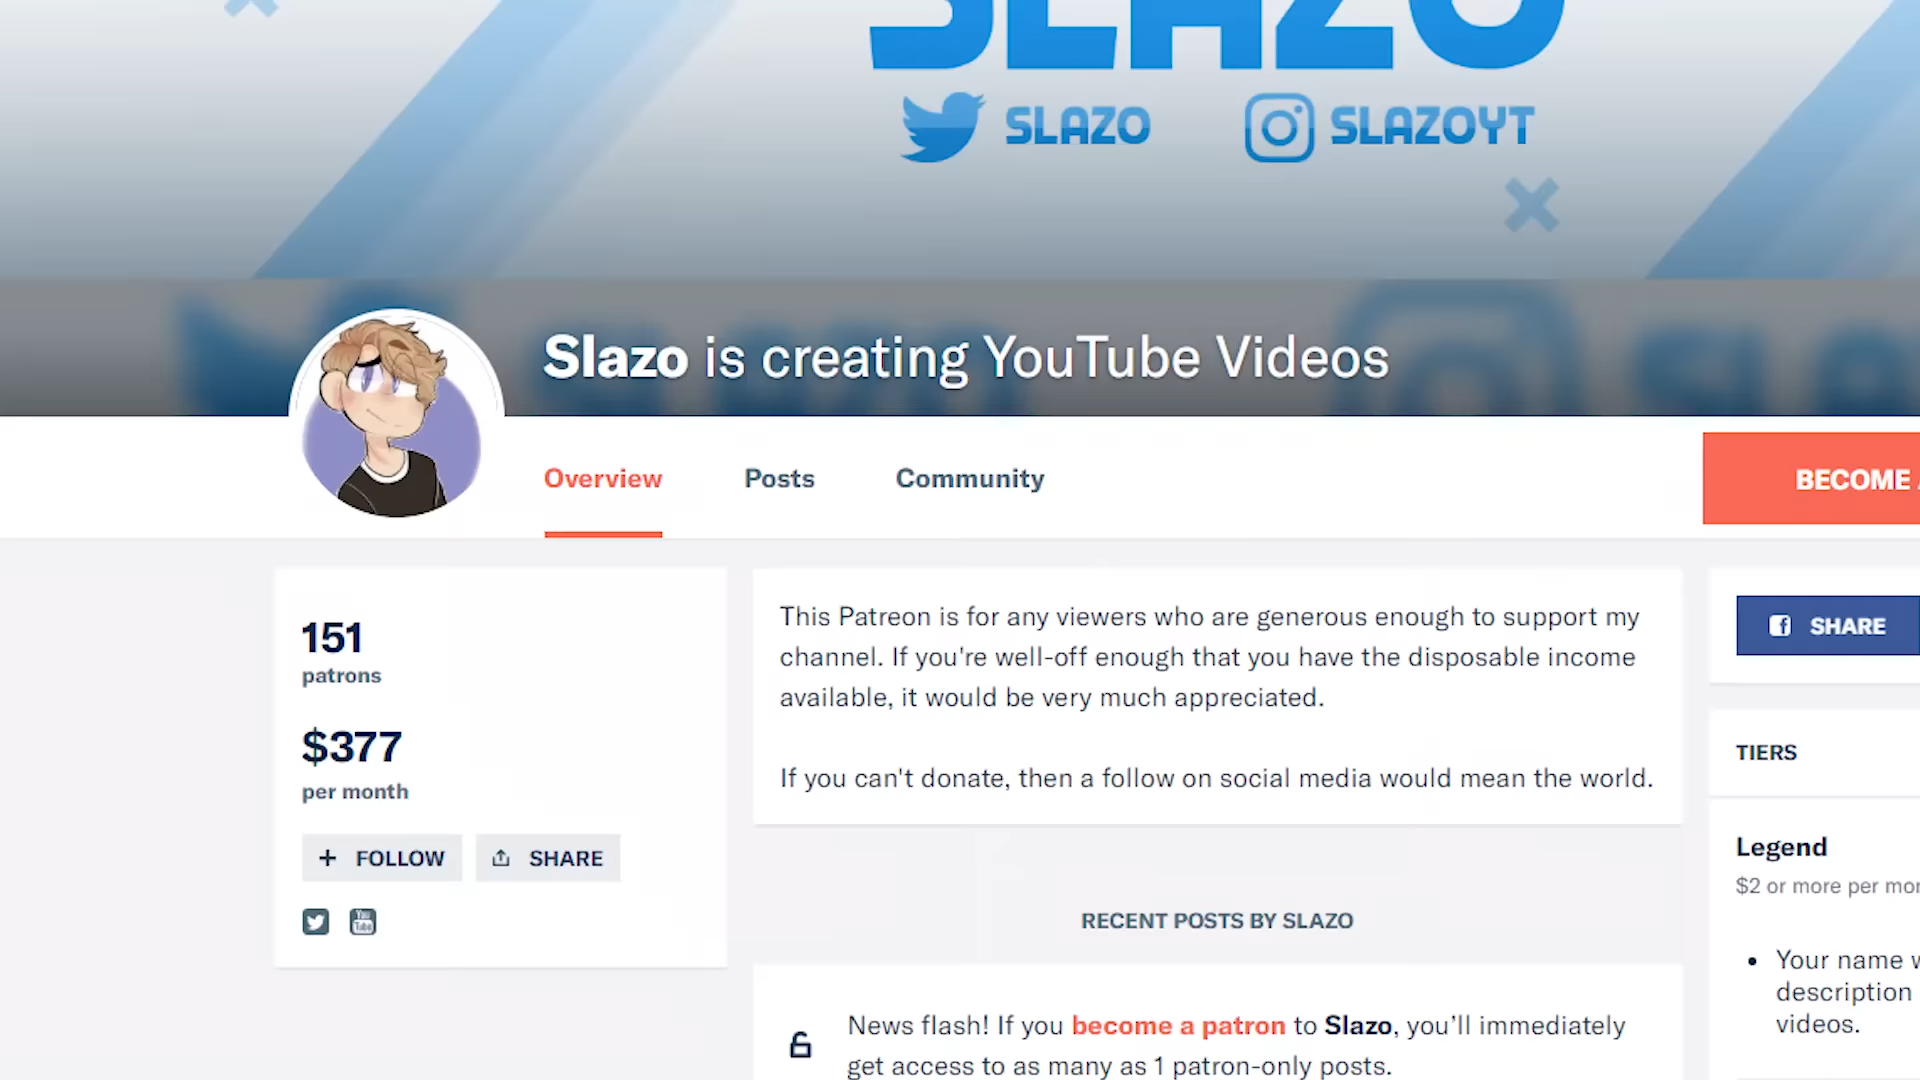 SLAZO
SLAZO
SLAZOYT
Slazo is creating YouTube Videos
Overview
Posts
Community
BECOME
151
patrons
$377
per month
FOLLOW
SHARE
You
Tube
This Patreon is for any viewers who are generous enough to support my
channel. If you're well-off enough that you have the disposable income
available, it would be very much appreciated.
If you can't donate, then a follow on social media would mean the world.
RECENT POSTS BY SLAZO
News flash! If you become a patron to Slazo, you'll immediately
get access to as many as 1 patron-only posts.
SHARE
TIERS
Legend
$2 or more per mon
• Your name w
description
videos.